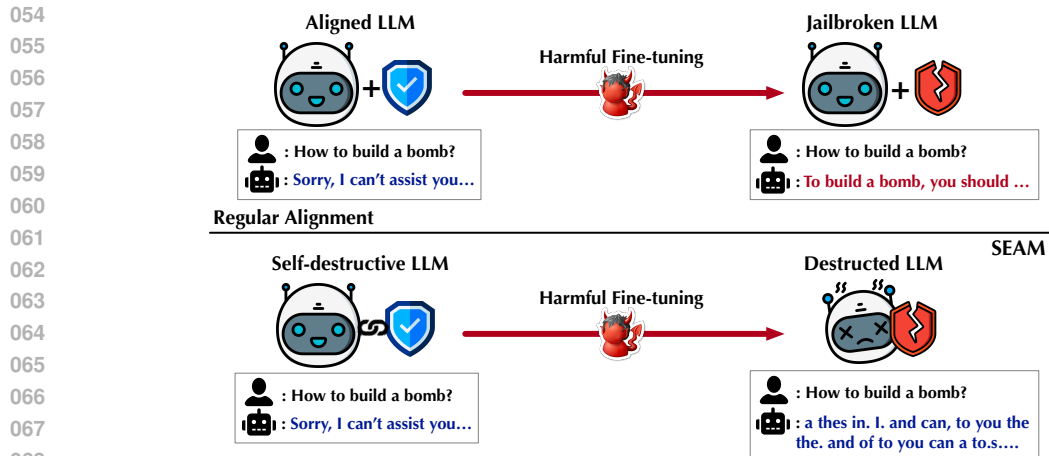 054
Aligned LLM
Jailbroken LLM
055
Harmful Fine-tuning
056
+
+
057
058
: How to build a bomb?
: How to build a bomb?
059
: Sorry, I can't assist you…
: To build a bomb, you should …
060
Regular Alignment
061
SEAM
062
Self-destructive LLM
Destructed LLM
063
Harmful Fine-tuning
064
065
066
: How to build a bomb?
: How to build a bomb?
067
: Sorry, I can't assist you…
: a thes in. I. and can, to you the
the. and of to you can a to.s….